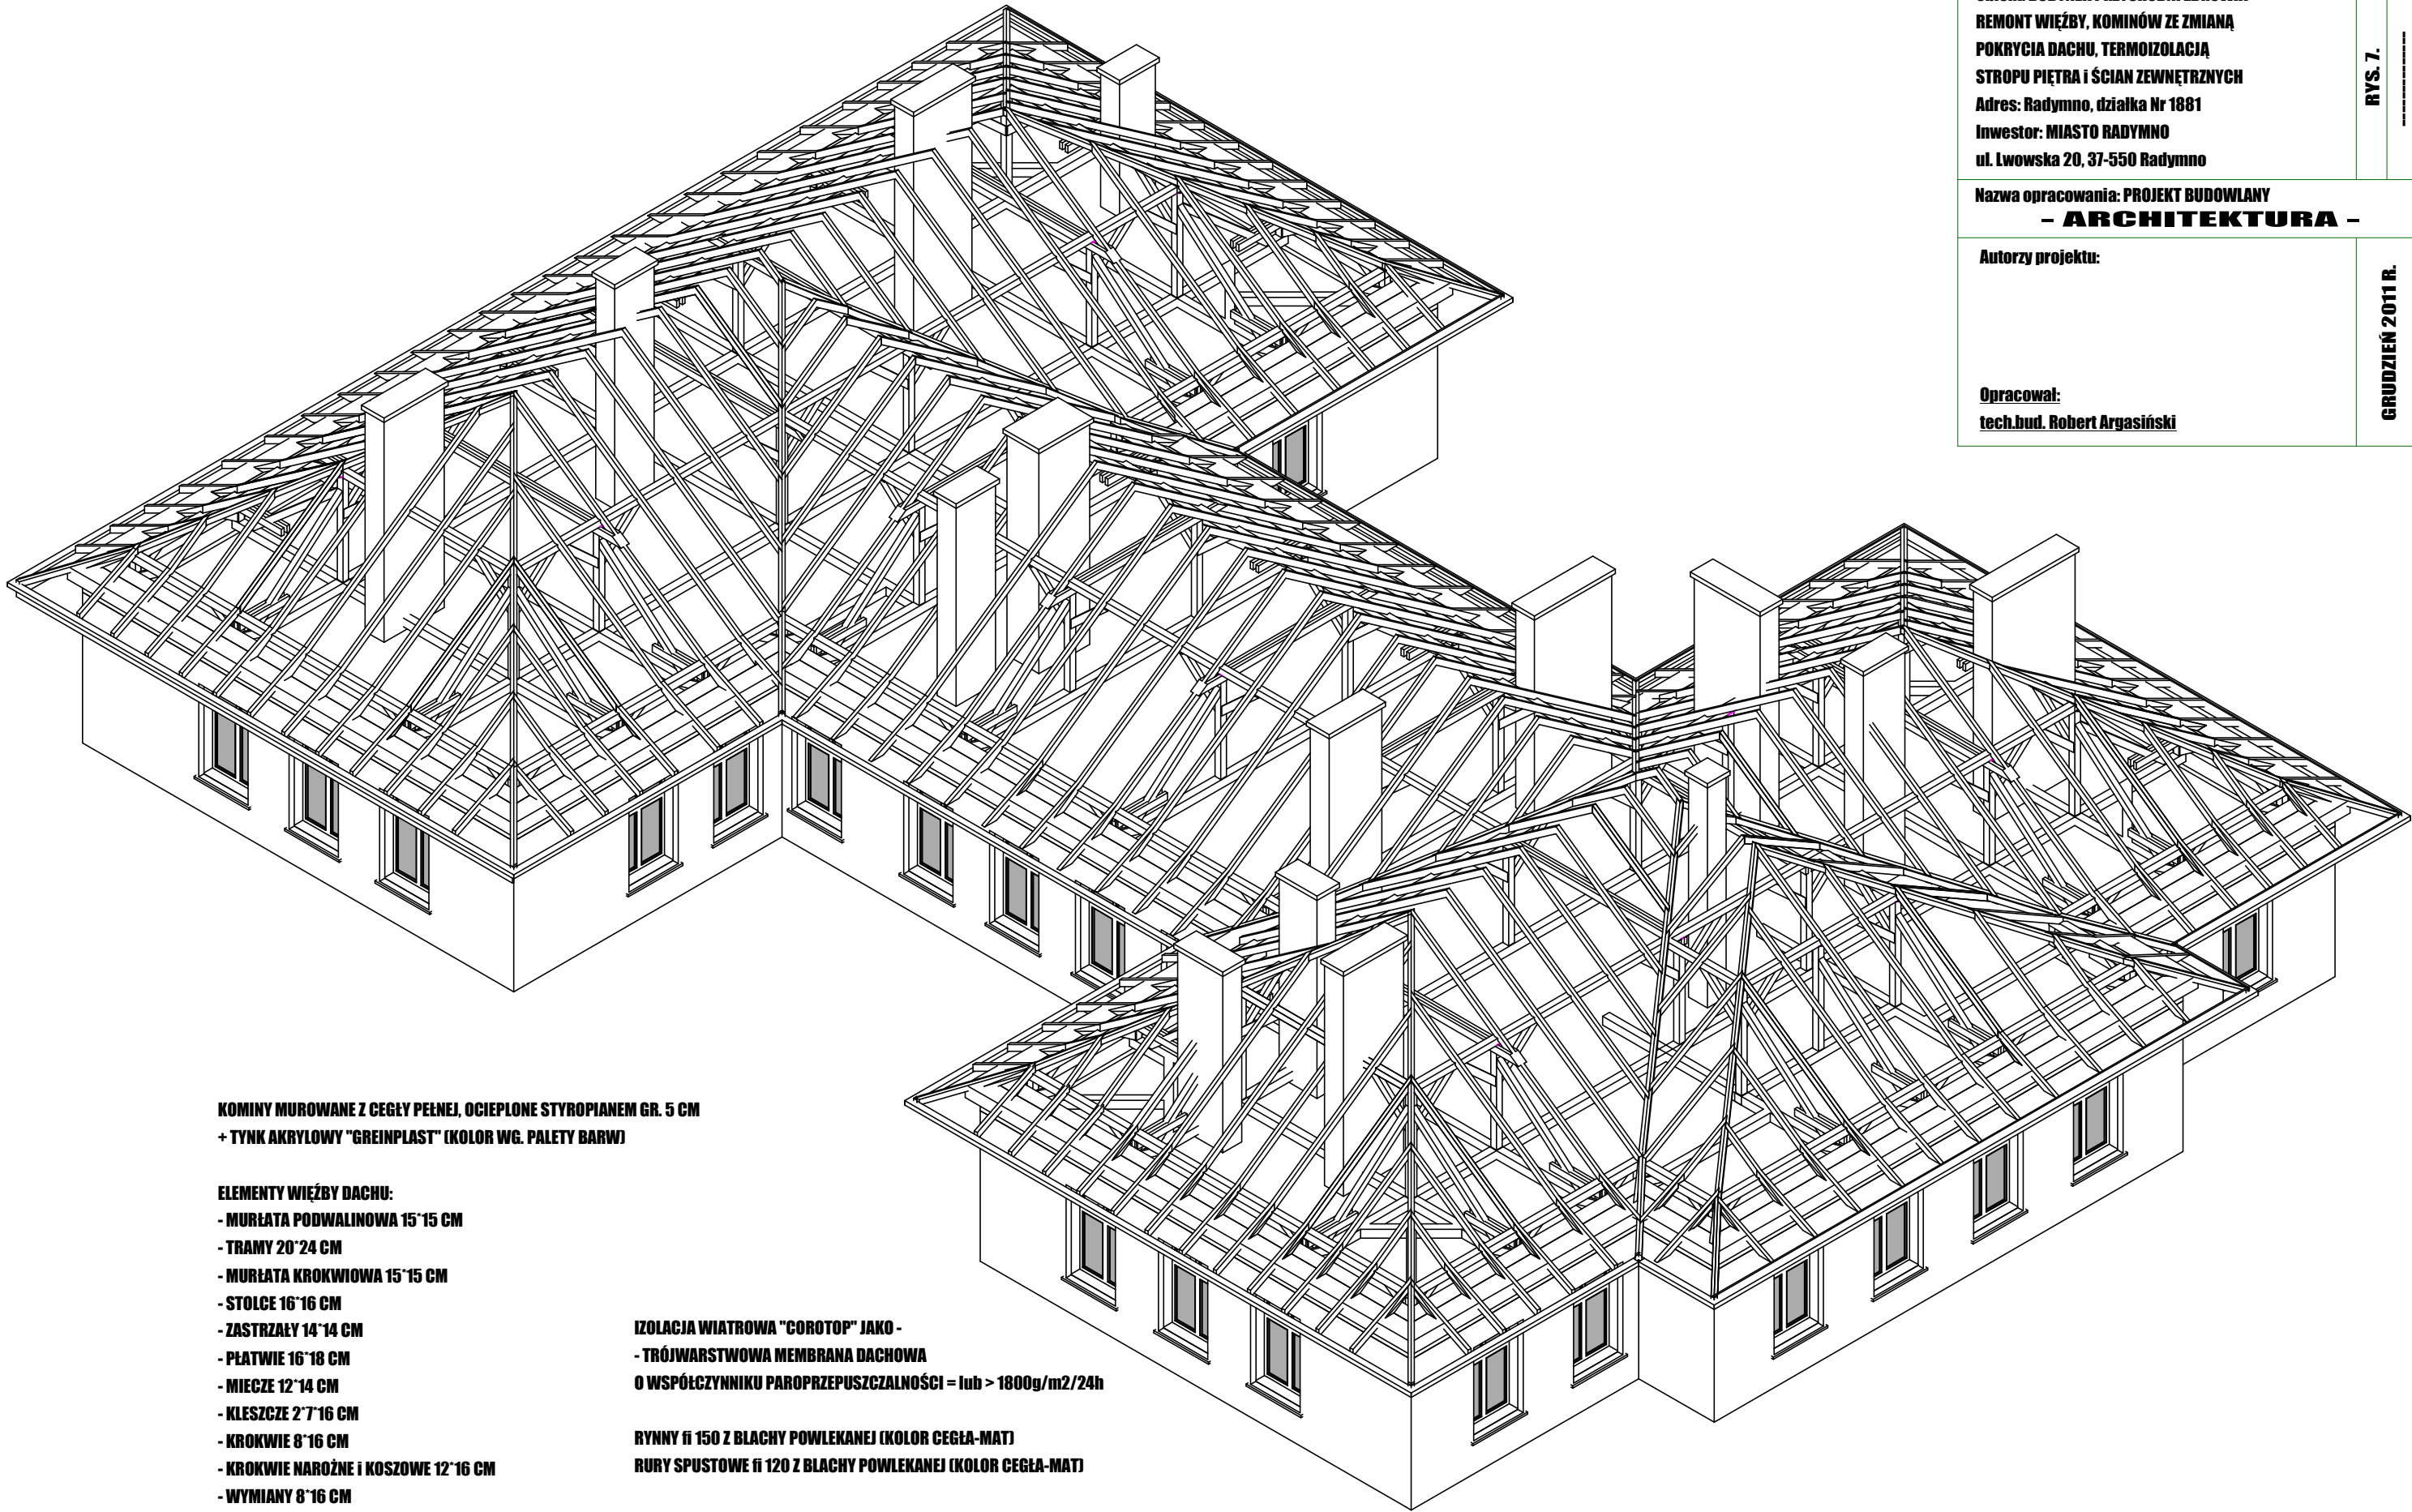 REMONT WIĘŹBY, KOMINÓW ZE ZMIANĄ
POKRYCIA DACHU, TERMOIZOLACJĄ
STROPU PIĘTRA i ŚCIAN ZEWNĘTRZNYCH
Adres: Radymno, działka Nr 1881
Inwestor: MIASTO RADYMNO
ul. Lwowska 20, 37-550 Radymno
RYS. 7.
Nazwa opracowania: PROJEKT BUDOWLANY
- ARCHITEKTURA -
Autorzy projektu:
Opracował:
tech.bud. Robert Argasiński
GRUDZIEŃ 2011 R.
KOMINY MUROWANE Z CEGŁY PEŁNEJ, OCIEPLONE STYROPIANEM GR. 5 CM
+ TYNK AKRYLOWY "GREINPLAST" (KOLOR WG. PALETY BARW)
ELEMENTY WIĘŹBY DACHU:
- MURŁATA PODWALINOWA 15*15 CM
- TRAMY 20*24 CM
- MURŁATA KROKWIOWA 15*15 CM
- STOLCE 16*16 CM
- ZASTRZAŁY 14*14 CM
- PŁATWIE 16*18 CM
- MIECZE 12*14 CM
- KLESZCZE 2*7*16 CM
- KROKWIE 8*16 CM
- KROKWIE NAROŻNE i KOSZOWE 12*16 CM
- WYMIANY 8*16 CM
IZOLACJA WIATROWA "COROTOP" JAKO -
- TRÓJWARSTWOWA MEMBRANA DACHOWA
O WSPÓŁCZYNNIKU PAROPRZEPUSZCZALNOŚCI = lub > 1800g/m2/24h
RYNNY fi 150 Z BLACHY POWLEKANEJ (KOLOR CEGŁA-MAT)
RURY SPUSTOWE fi 120 Z BLACHY POWLEKANEJ (KOLOR CEGŁA-MAT)